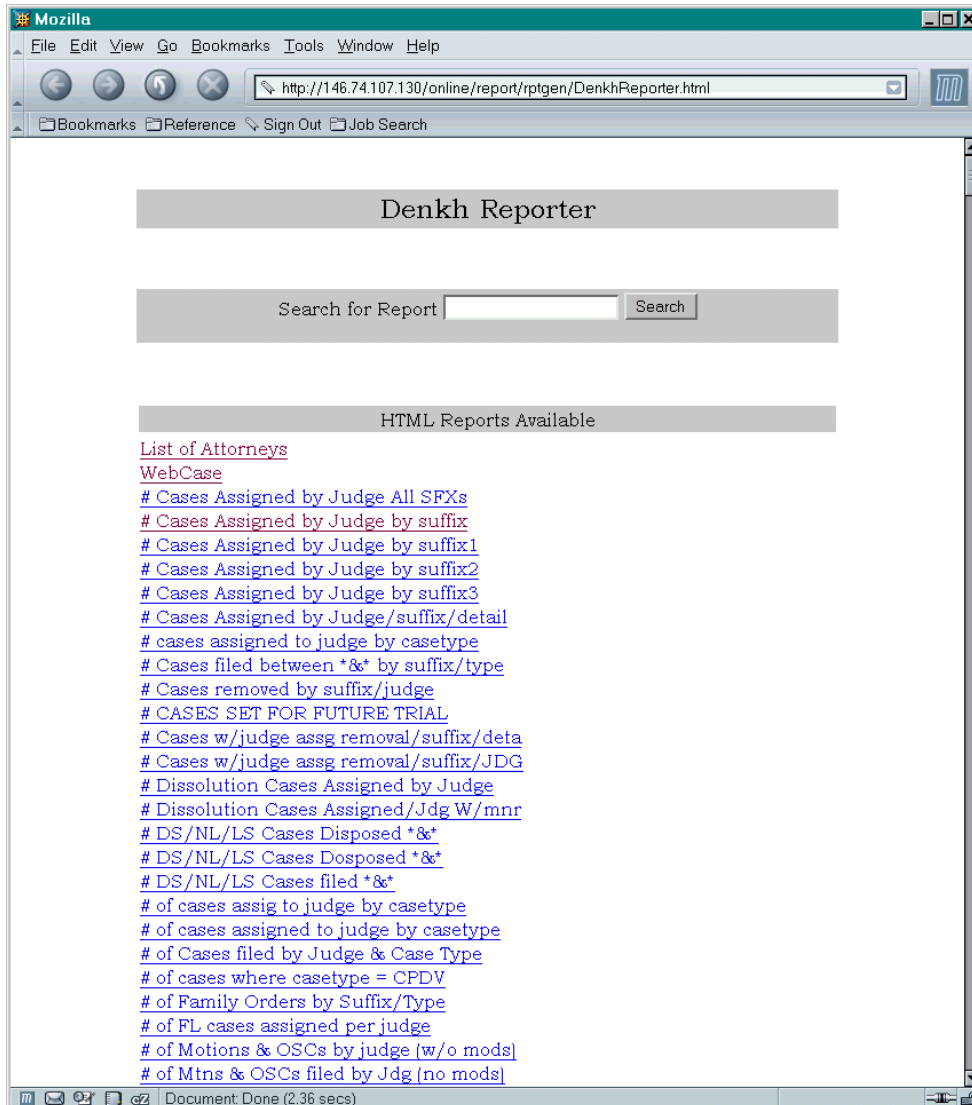 Mozilla
File Edit View Go Bookmarks Tools Window Help
http://146.74.107.130/online/report/rptgen/DenkhReporter.html
Bookmarks Reference Sign Out Job Search
Denkh Reporter
Search for Report Search
HTML Reports Available
List of Attorneys
WebCase
# Cases Assigned by Judge All SFXs
# Cases Assigned by Judge by suffix
# Cases Assigned by Judge by suffix1
# Cases Assigned by Judge by suffix2
# Cases Assigned by Judge by suffix3
# Cases Assigned by Judge/suffix/detail
# cases assigned to judge by casetype
# Cases filed between *&* by suffix/type
# Cases removed by suffix/judge
# CASES SET FOR FUTURE TRIAL
# Cases w/judge assg removal/suffix/deta
# Cases w/judge assg removal/suffix/JDG
# Dissolution Cases Assigned by Judge
# Dissolution Cases Assigned/Jdg W/mnr
# DS/NL/LS Cases Disposed *&*
# DS/NL/LS Cases Dosposed *&*
# DS/NL/LS Cases filed *&*
# of cases assig to judge by casetype
# of cases assigned to judge by casetype
# of Cases filed by Judge & Case Type
# of cases where casetype = CPDV
# of Family Orders by Suffix/Type
# of FL cases assigned per judge
# of Motions & OSCs by judge (w/o mods)
# of Mtns & OSCs filed by Jdg (no mods)
Document: Done (2.36 secs)